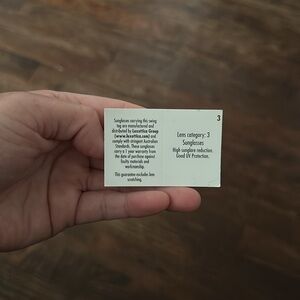 Sunglasses carrying this swing
tag are manufactured and
distributed by Luxottica Group
(www.luxottica.com) and
comply with stringent Australian
Standards. These sunglasses
carry a 1 year warranty from
the date of purchase against
faulty materials and
workmanship.
This guarantee excludes lens
scratching.
3
Lens category: 3
Sunglasses
High sunglare reduction.
Good UV Protection.